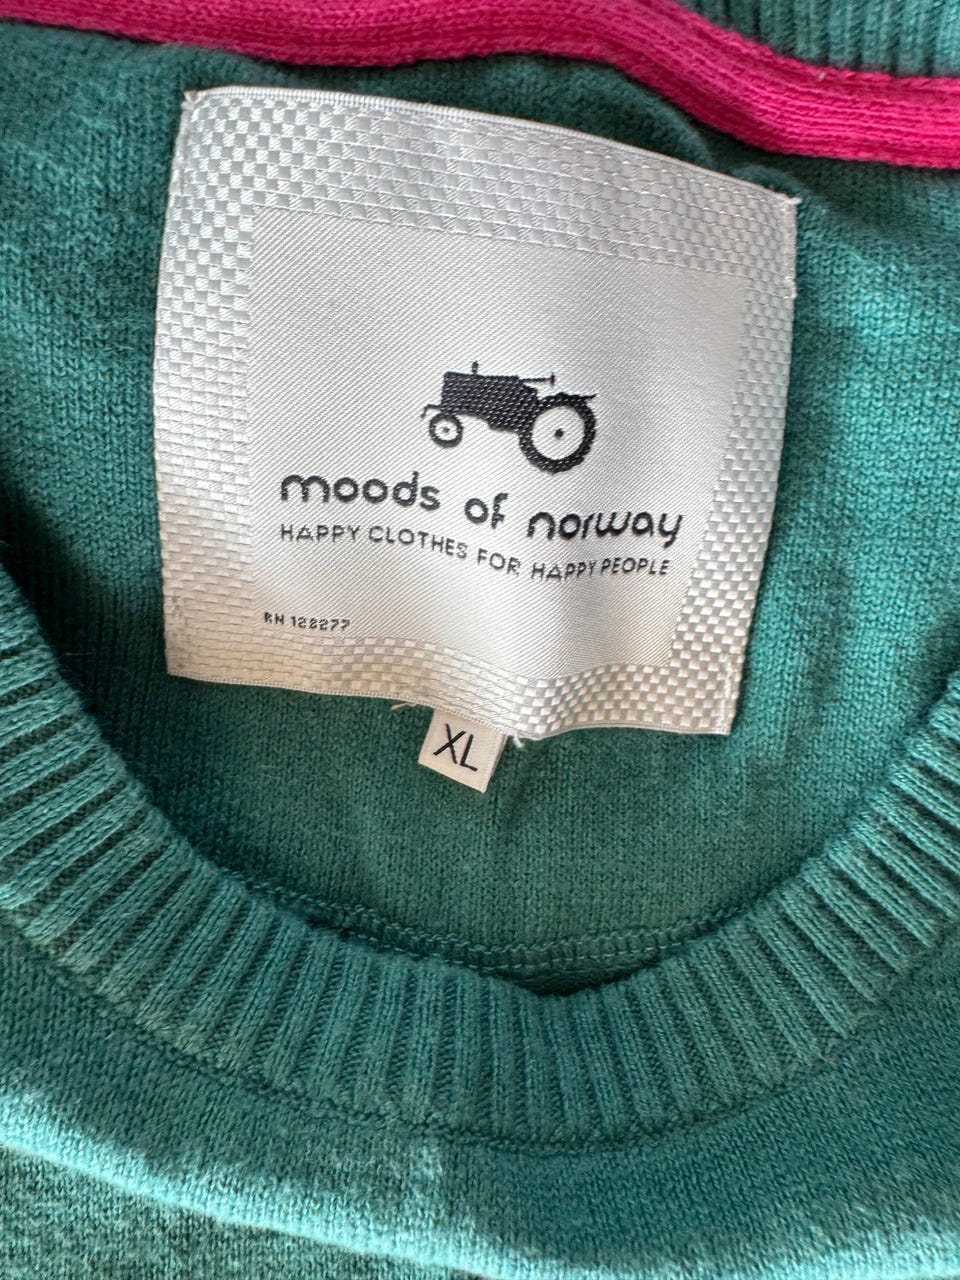 moods of norway
HAPPY CLOTHES FOR HAPPY PEOPLE
RN 128277
XL